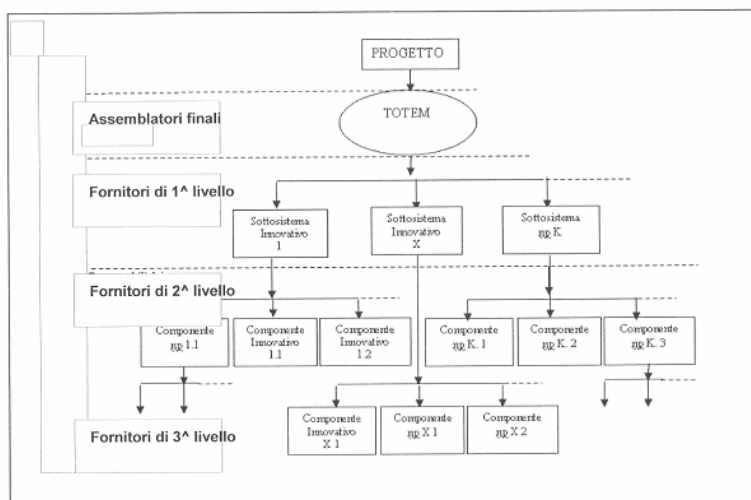 PROGETTO
Assemblatori finali
TOTEM
Fornitori di 1^ livello
Sottosistema
Innovativo
1
Sottosistema
Innovativo
X
Sottosistema
np K
Fornitori di 2^ livello
Componente
np 1.1
Componente
Innovativo
1.1
Componente
Innovativo
1.2
Componente
np K. 1
Componente
np K. 2
Componente
np K. 3
Fornitori di 3^ livello
Componente
Innovativo
X 1
Componente
np X 1
Componente
np X 2